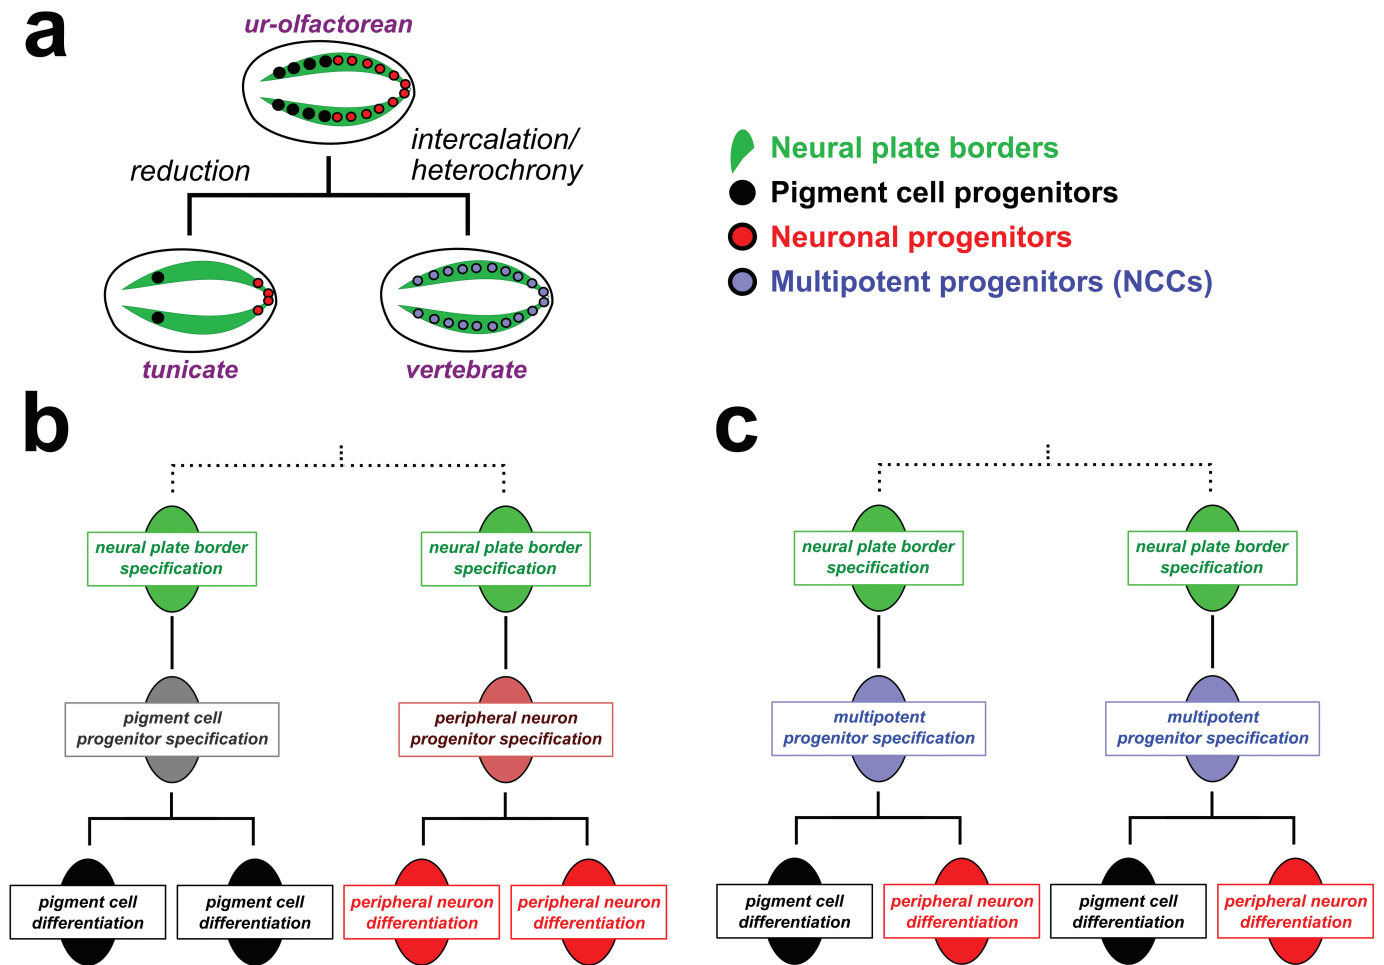 a
ur-olfactorean
reduction
intercalation/
heterochrony
tunicate
vertebrate
Neural plate borders
Pigment cell progenitors
Neuronal progenitors
Multipotent progenitors (NCCs)
b
neural plate border
specification
neural plate border
specification
pigment cell
progenitor specification
peripheral neuron
progenitor specification
pigment cell
differentiation
pigment cell
differentiation
peripheral neuron
differentiation
peripheral neuron
differentiation
c
neural plate border
specification
neural plate border
specification
multipotent
progenitor specification
multipotent
progenitor specification
pigment cell
differentiation
peripheral neuron
differentiation
pigment cell
differentiation
peripheral neuron
differentiation